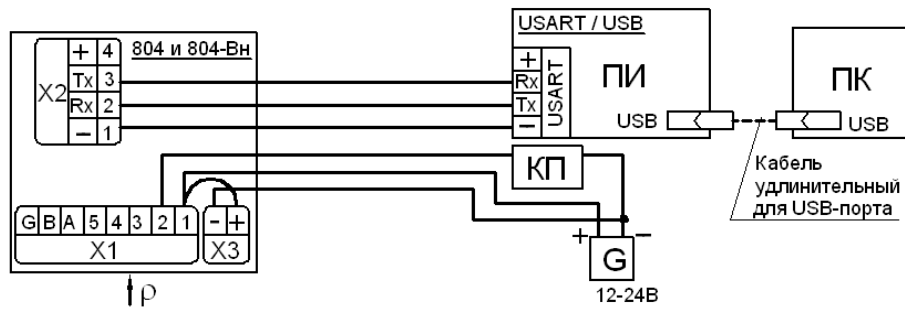 USART / USB
804 и 804-Вн
+ 4
Tx 3
Rx 2
– 1
X2
+
Rx
Tx
–
USART
ПИ
USB
ПК
USB
КП
Кабель
удлинительный
для USB-порта
G B A 5 4 3 2 1
X1
- +
X3
+ –
G
12-24В
ρ